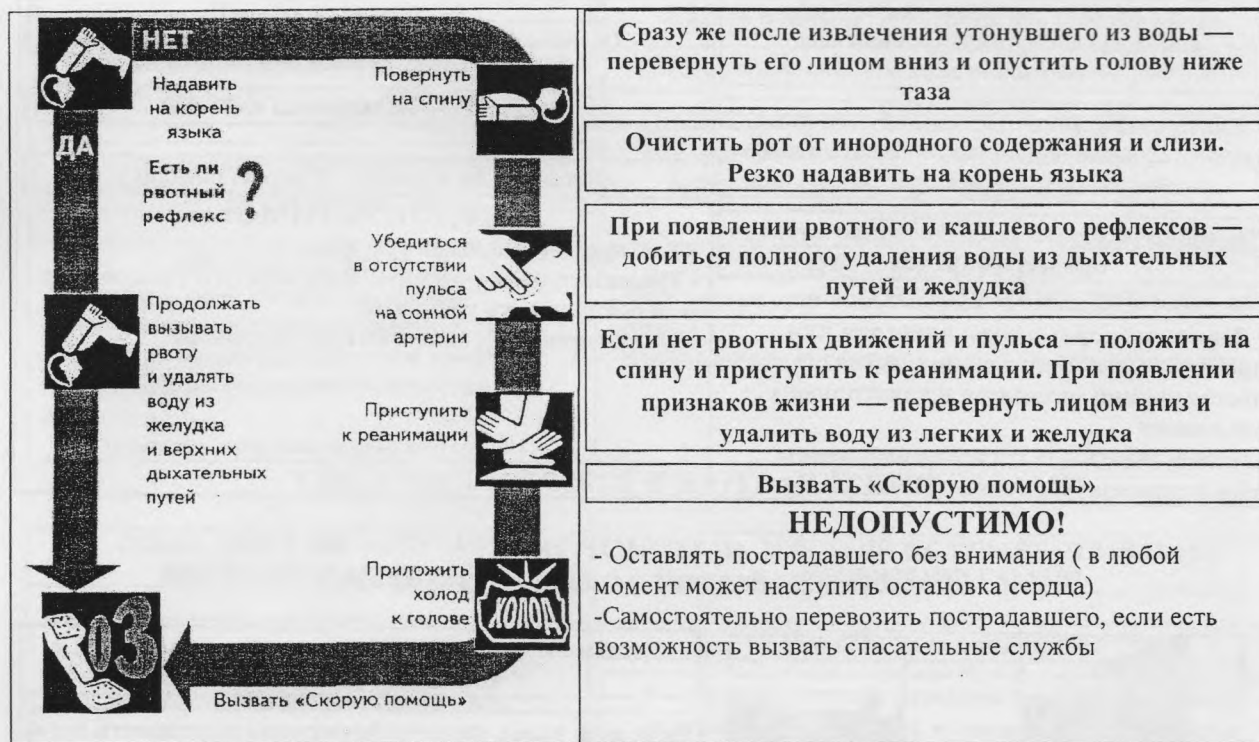 НЕТ
Надавить
на корень
языка
ДА
Есть ли
рвотный
рефлекс ?
Повернуть
на спину
Убедиться
в отсутствии
пульса
на сонной
артерии
Продолжать
вызывать
рвоту
и удалять
воду из
желудка
и верхних
дыхательных
путей
Приступить
к реанимации
Приложить
холод
к голове
ХОЛОД
03
Вызвать «Скорую помощь»
Сразу же после извлечения утонувшего из воды —
перевернуть его лицом вниз и опустить голову ниже
таза
Очистить рот от инородного содержания и слизи.
Резко надавить на корень языка
При появлении рвотного и кашлевого рефлексов —
добиться полного удаления воды из дыхательных
путей и желудка
Если нет рвотных движений и пульса — положить на
спину и приступить к реанимации. При появлении
признаков жизни — перевернуть лицом вниз и
удалить воду из легких и желудка
Вызвать «Скорую помощь»
НЕДОПУСТИМО!
- Оставлять пострадавшего без внимания ( в любой
момент может наступить остановка сердца)
-Самостоятельно перевозить пострадавшего, если есть
возможность вызвать спасательные службы